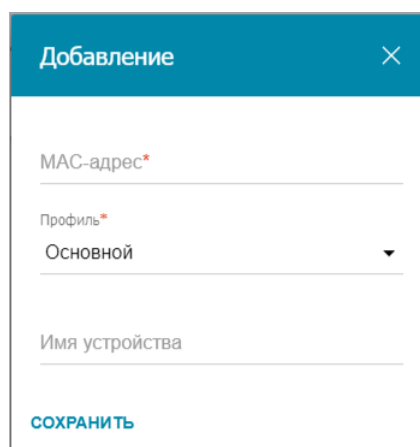 Добавление
MAC-адрес*
Профиль*
Основной
Имя устройства
СОХРАНИТЬ